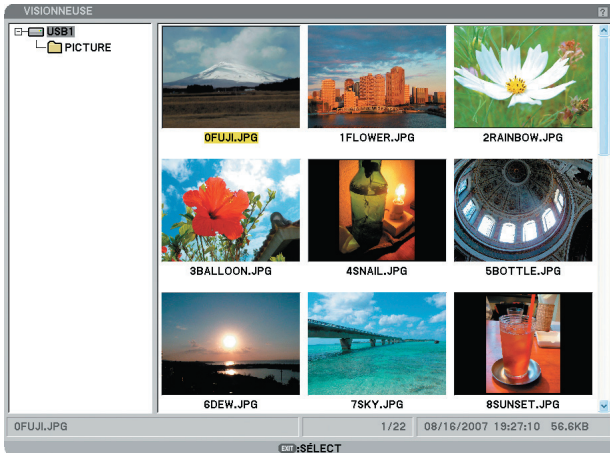 VISIONNEUSE ?
USB1
PICTURE
0FUJI.JPG 1FLOWER.JPG 2RAINBOW.JPG
3BALLOON.JPG 4SNAIL.JPG 5BOTTLE.JPG
6DEW.JPG 7SKY.JPG 8SUNSET.JPG
0FUJI.JPG 1/22 08/16/2007 19:27:10 56.6KB
EXIT:SÉLECT